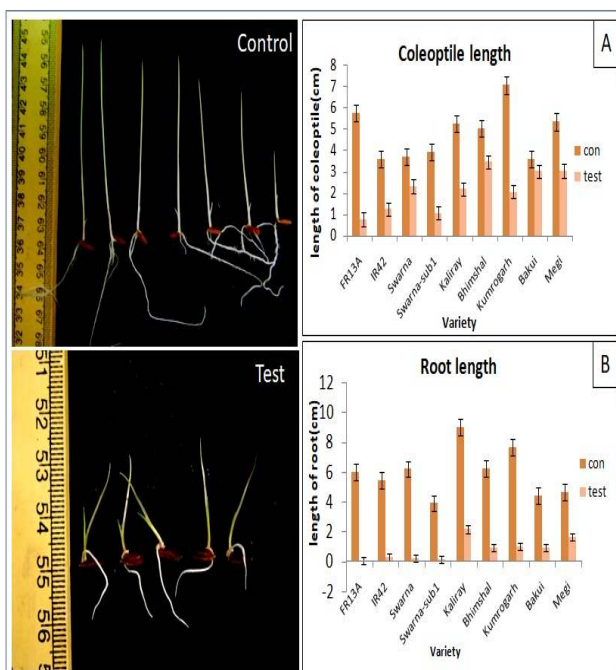 Control
Test
A
Coleoptile length
length of coleoptile(cm)
8
7
6
5
4
3
2
1
0
con
test
FR13A
IR42
Swarna
Swarna-sub1
Kaliray
Bhimshal
Kumrogarh
Bakui
Megi
Variety
B
Root length
length of root(cm)
12
10
8
6
4
2
0
-2
con
test
FR13A
IR42
Swarna
Swarna-sub1
Kaliray
Bhimshal
Kumrogarh
Bakui
Megi
Variety
51
52
53
54
55
56